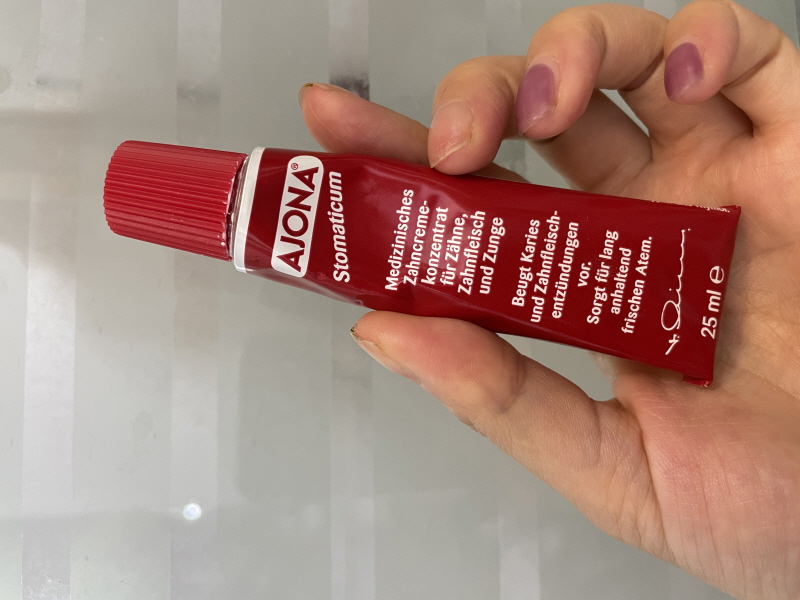 AJONA®
Stomaticum
Medizinisches
Zahncreme-
konzentrat
für Zähne,
Zahnfleisch
und Zunge
Beugt Karies
und Zahnfleisch-
entzündungen
vor.
Sorgt für lang
anhaltend
frischen Atem.
25 ml e